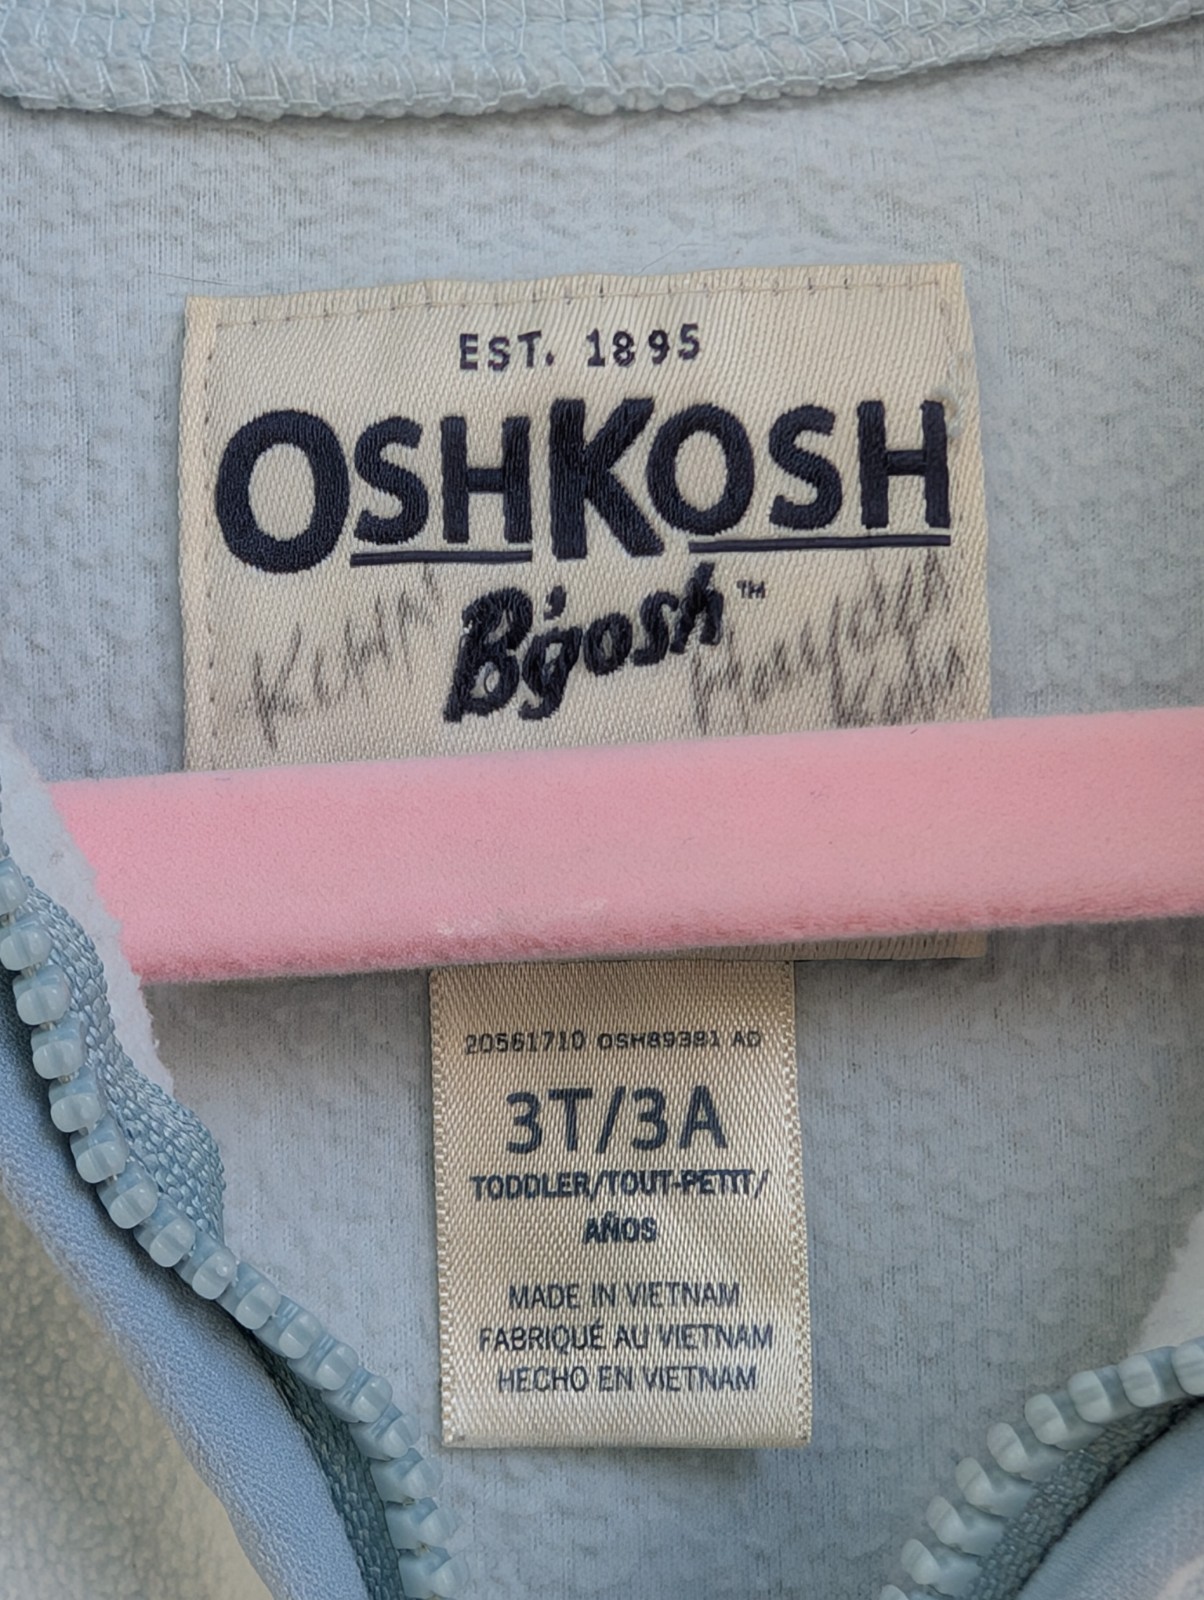 EST. 1895
OSHKOSH
B'gosh™
20561710 OSH89381 AD
3T/3A
TODDLER/TOUT-PETIT/
AÑOS
MADE IN VIETNAM
FABRIQUÉ AU VIETNAM
HECHO EN VIETNAM